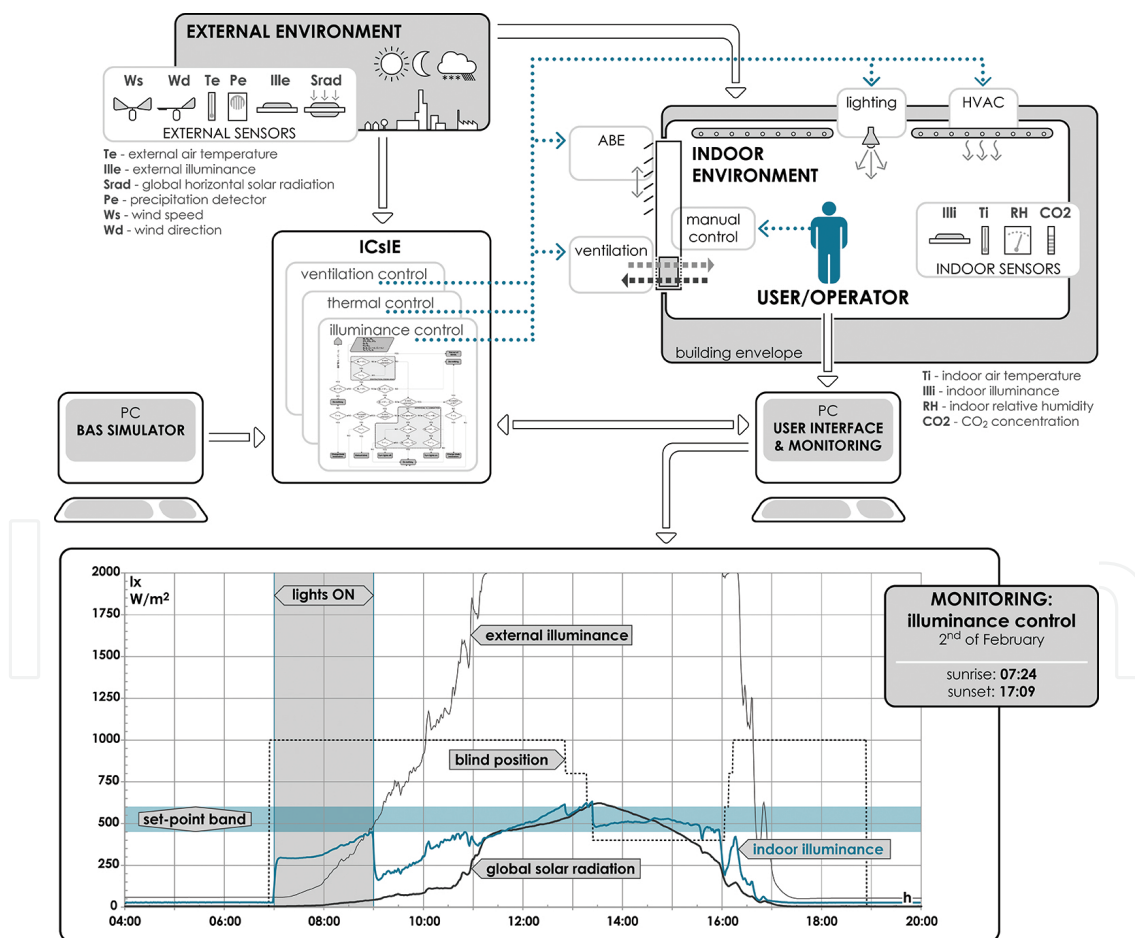 EXTERNAL ENVIRONMENT
Ws Wd Te Pe Ille Srad
EXTERNAL SENSORS
Te - external air temperature
Ille - external illuminance
Srad - global horizontal solar radiation
Pe - precipitation detector
Ws - wind speed
Wd - wind direction
lighting
HVAC
ABE
INDOOR
ENVIRONMENT
manual
control
ventilation
Illi Ti RH CO2
INDOOR SENSORS
USER/OPERATOR
building envelope
Ti - indoor air temperature
Illi - indoor illuminance
RH - indoor relative humidity
CO2 - CO₂ concentration
ICsIE
ventilation control
thermal control
illuminance control
PC
BAS SIMULATOR
PC
USER INTERFACE
& MONITORING
MONITORING:
illuminance control
2nd of February
sunrise: 07:24
sunset: 17:09
lx
W/m²
2000
1750
1500
1250
1000
750
500
250
0
lights ON
external illuminance
blind position
set-point band
indoor illuminance
global solar radiation
h
04:00 06:00 08:00 10:00 12:00 14:00 16:00 18:00 20:00